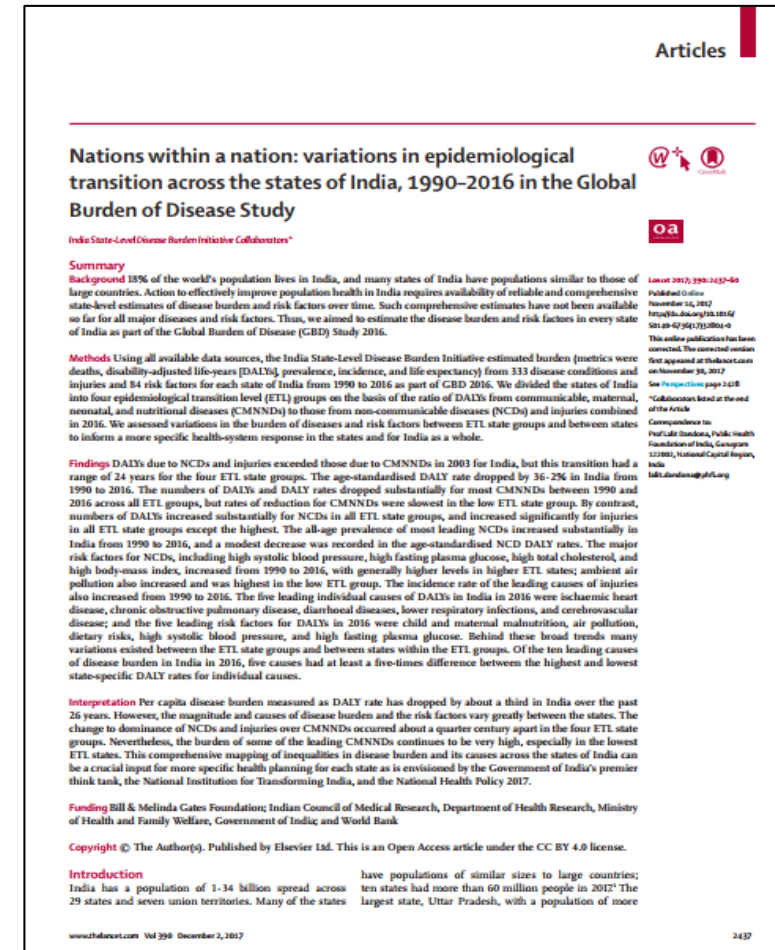 Articles
Nations within a nation: variations in epidemiological
transition across the states of India, 1990–2016 in the Global
Burden of Disease Study
India State-Level Disease Burden Initiative Collaborators*
Summary
Background 18% of the world's population lives in India, and many states of India have populations similar to those of
large countries. Action to effectively improve population health in India requires availability of reliable and comprehensive
state-level estimates of disease burden and risk factors over time. Such comprehensive estimates have not been available
so far for all major diseases and risk factors. Thus, we aimed to estimate the disease burden and risk factors in every state
of India as part of the Global Burden of Disease (GBD) Study 2016.
Methods Using all available data sources, the India State-Level Disease Burden Initiative estimated burden (metrics were
deaths, disability-adjusted life-years [DALYs], prevalence, incidence, and life expectancy) from 333 disease conditions and
injuries and 84 risk factors for each state of India from 1990 to 2016 as part of GBD 2016. We divided the states of India
into four epidemiological transition level (ETL) groups on the basis of the ratio of DALYs from communicable, maternal,
neonatal, and nutritional diseases (CMNNDs) to those from non-communicable diseases (NCDs) and injuries combined
in 2016. We assessed variations in the burden of diseases and risk factors between ETL state groups and between states
to inform a more specific health-system response in the states and for India as a whole.
Findings DALYs due to NCDs and injuries exceeded those due to CMNNDs in 2003 for India, but this transition had a
range of 24 years for the four ETL state groups. The age-standardised DALY rate dropped by 36·2% in India from
1990 to 2016. The numbers of DALYs and DALY rates dropped substantially for most CMNNDs between 1990 and
2016 across all ETL groups, but rates of reduction for CMNNDs were slowest in the low ETL state group. By contrast,
numbers of DALYs increased substantially for NCDs in all ETL state groups, and increased significantly for injuries
in all ETL state groups except the highest. The all-age prevalence of most leading NCDs increased substantially in
India from 1990 to 2016, and a modest decrease was recorded in the age-standardised NCD DALY rates. The major
risk factors for NCDs, including high systolic blood pressure, high fasting plasma glucose, high total cholesterol, and
high body-mass index, increased from 1990 to 2016, with generally higher levels in higher ETL states; ambient air
pollution also increased and was highest in the low ETL group. The incidence rate of the leading causes of injuries
also increased from 1990 to 2016. The five leading individual causes of DALYs in India in 2016 were ischaemic heart
disease, chronic obstructive pulmonary disease, diarrhoeal diseases, lower respiratory infections, and cerebrovascular
disease; and the five leading risk factors for DALYs in 2016 were child and maternal malnutrition, air pollution,
dietary risks, high systolic blood pressure, and high fasting plasma glucose. Behind these broad trends many
variations existed between the ETL state groups and between states within the ETL groups. Of the ten leading causes
of disease burden in India in 2016, five causes had at least a five-times difference between the highest and lowest
state-specific DALY rates for individual causes.
Interpretation Per capita disease burden measured as DALY rate has dropped by about a third in India over the past
26 years. However, the magnitude and causes of disease burden and the risk factors vary greatly between the states. The
change to dominance of NCDs and injuries over CMNNDs occurred about a quarter century apart in the four ETL state
groups. Nevertheless, the burden of some of the leading CMNNDs continues to be very high, especially in the lowest
ETL states. This comprehensive mapping of inequalities in disease burden and its causes across the states of India can
be a crucial input for more specific health planning for each state as is envisioned by the Government of India's premier
think tank, the National Institution for Transforming India, and the National Health Policy 2017.
Funding Bill & Melinda Gates Foundation; Indian Council of Medical Research, Department of Health Research, Ministry
of Health and Family Welfare, Government of India; and World Bank
Copyright © The Author(s). Published by Elsevier Ltd. This is an Open Access article under the CC BY 4.0 license.
Introduction
India has a population of 1·34 billion spread across
29 states and seven union territories. Many of the states
have populations of similar sizes to large countries;
ten states had more than 60 million people in 2017.¹ The
largest state, Uttar Pradesh, with a population of more
W
CrossMark
oa
Lancet 2017; 390: 2437–60
Published Online
November 14, 2017
http://dx.doi.org/10.1016/
S0140-6736(17)32804-0
This online publication has been
corrected. The corrected version
first appeared at thelancet.com
on November 30, 2017
See Perspectives page 2428
*Collaborators listed at the end
of the Article
Correspondence to:
Prof Lalit Dandona, Public Health
Foundation of India, Gurugram
122002, National Capital Region,
India
lalit.dandona@phfi.org
www.thelancet.com Vol 390 December 2, 2017
2437